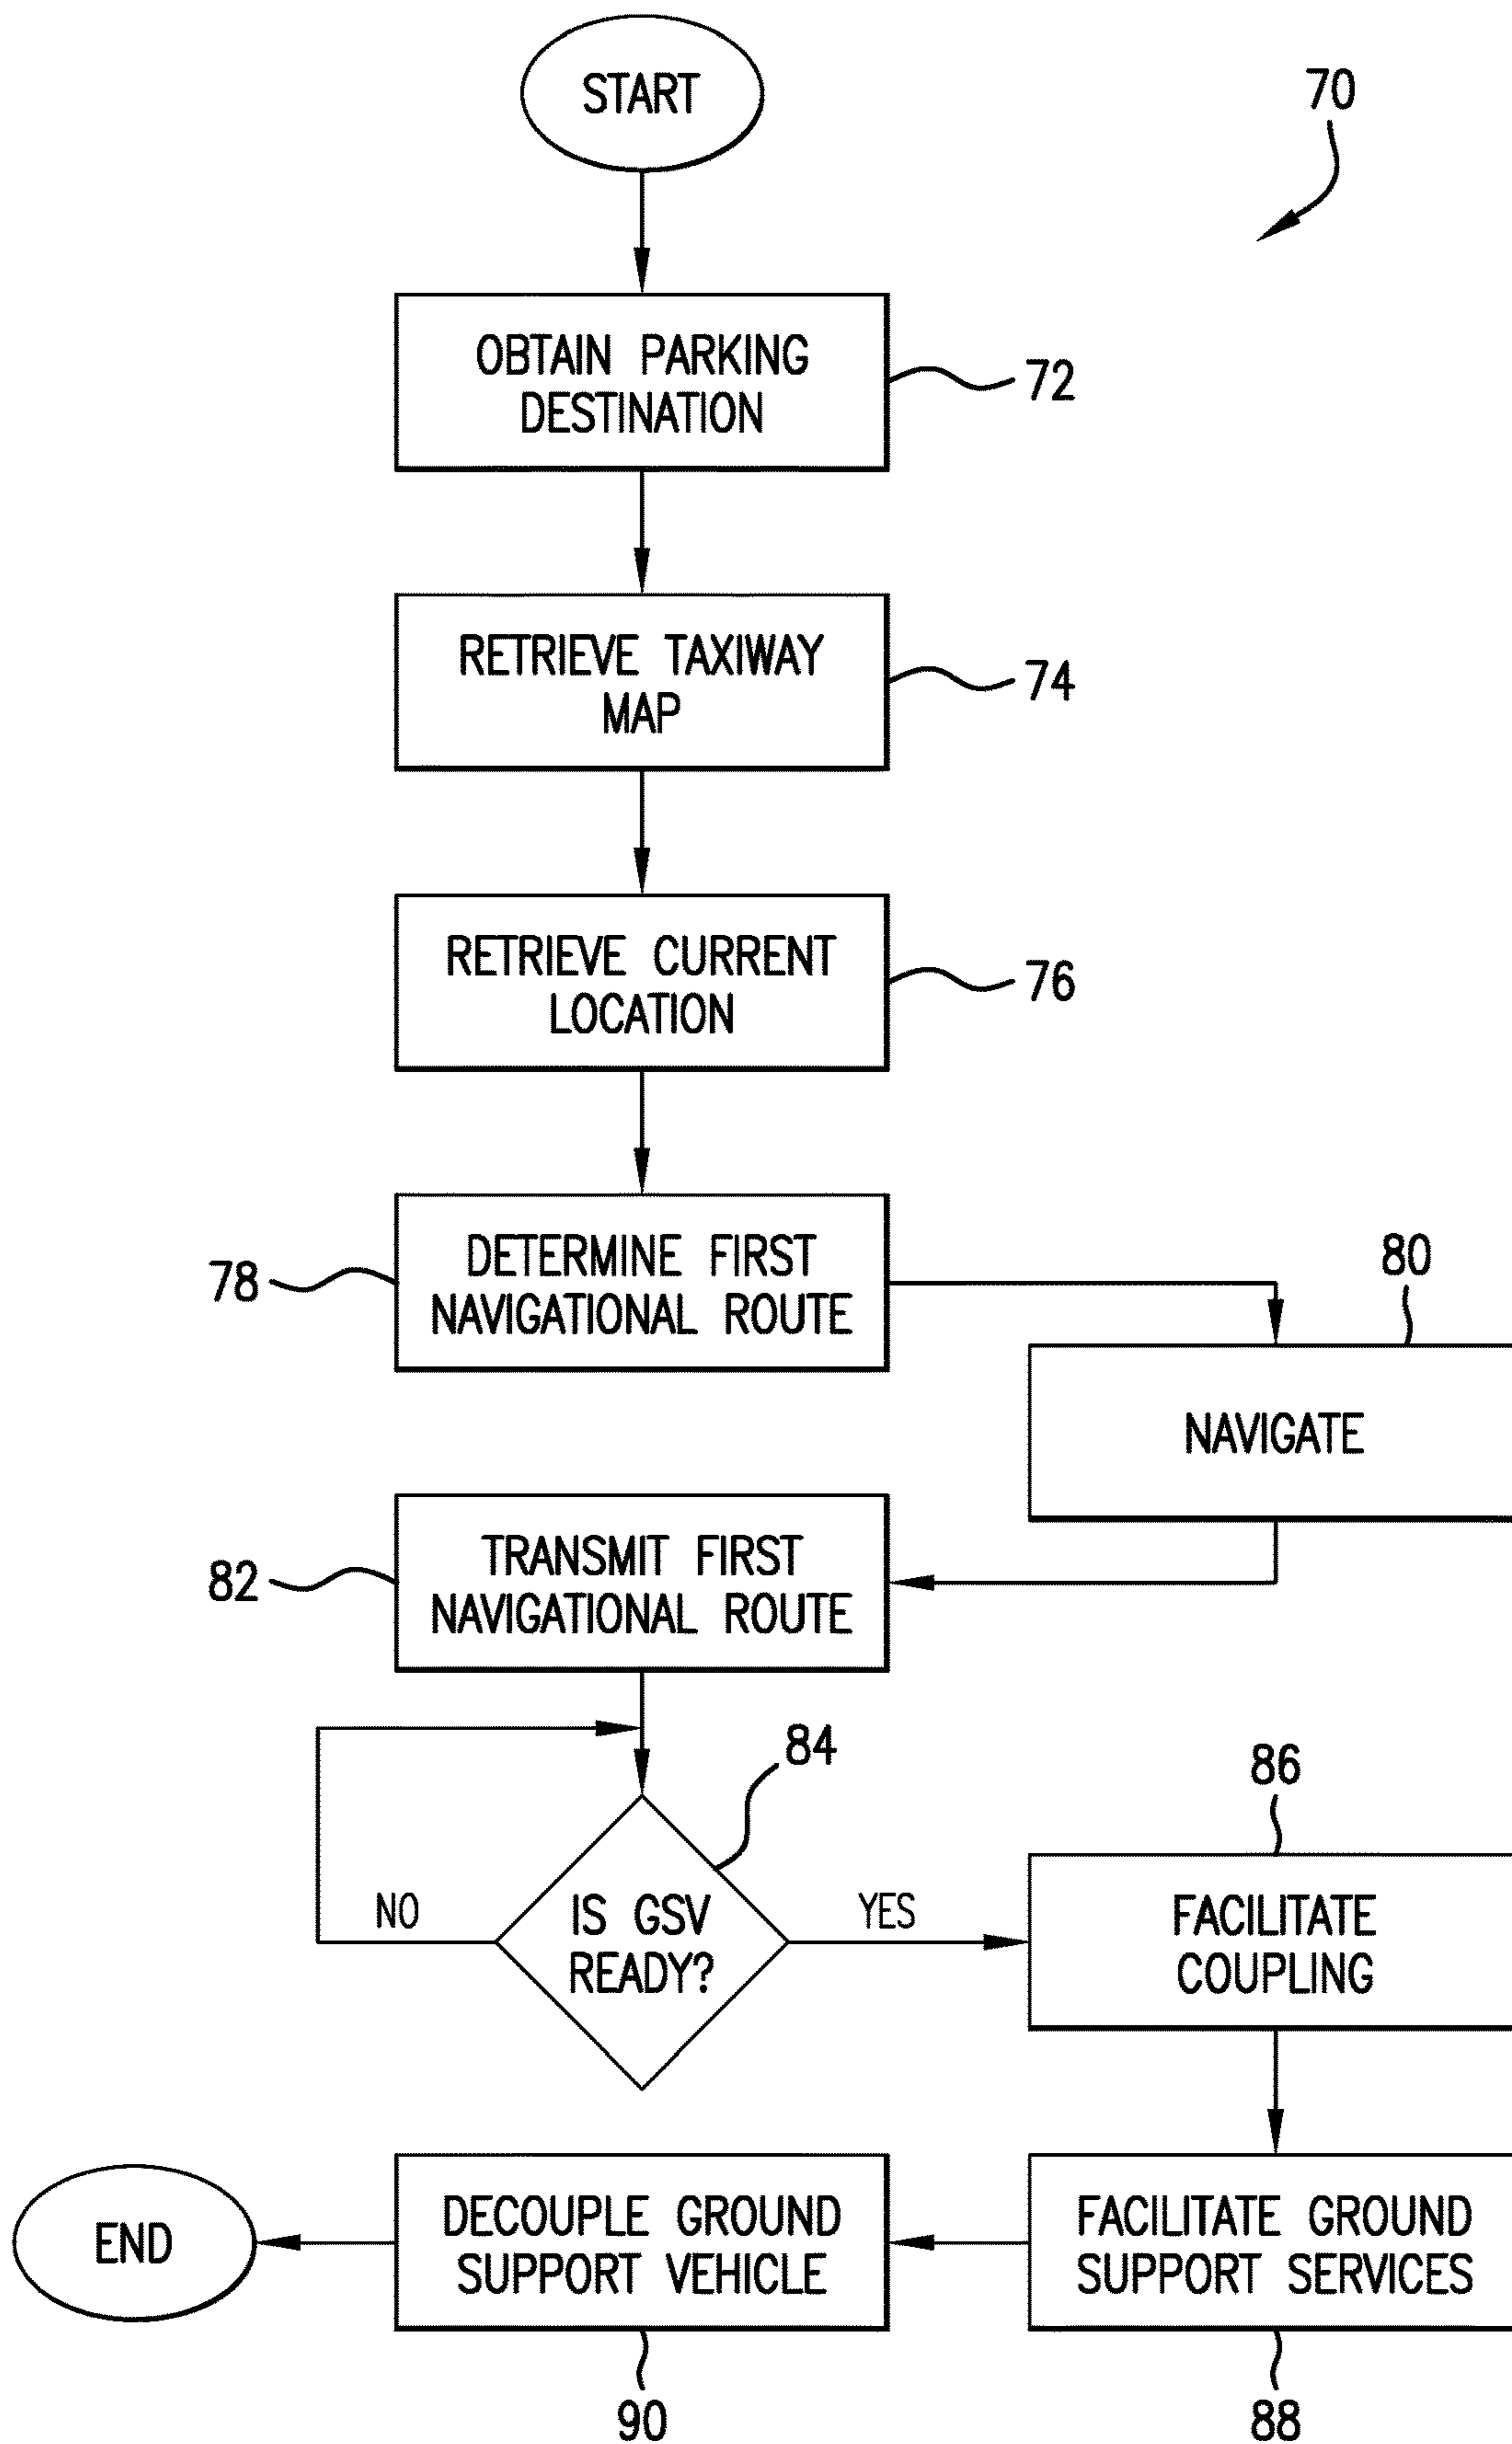 START
70
OBTAIN PARKING
DESTINATION
72
RETRIEVE TAXIWAY
MAP
74
RETRIEVE CURRENT
LOCATION
76
DETERMINE FIRST
NAVIGATIONAL ROUTE
78
80
NAVIGATE
TRANSMIT FIRST
NAVIGATIONAL ROUTE
82
84
IS GSV
READY?
NO
YES
86
FACILITATE
COUPLING
FACILITATE GROUND
SUPPORT SERVICES
88
DECOUPLE GROUND
SUPPORT VEHICLE
90
END